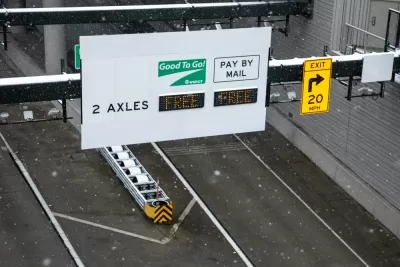 Good To Go!
PAY BY
MAIL
2 AXLES
FREE
FREE
EXIT
20
MPH